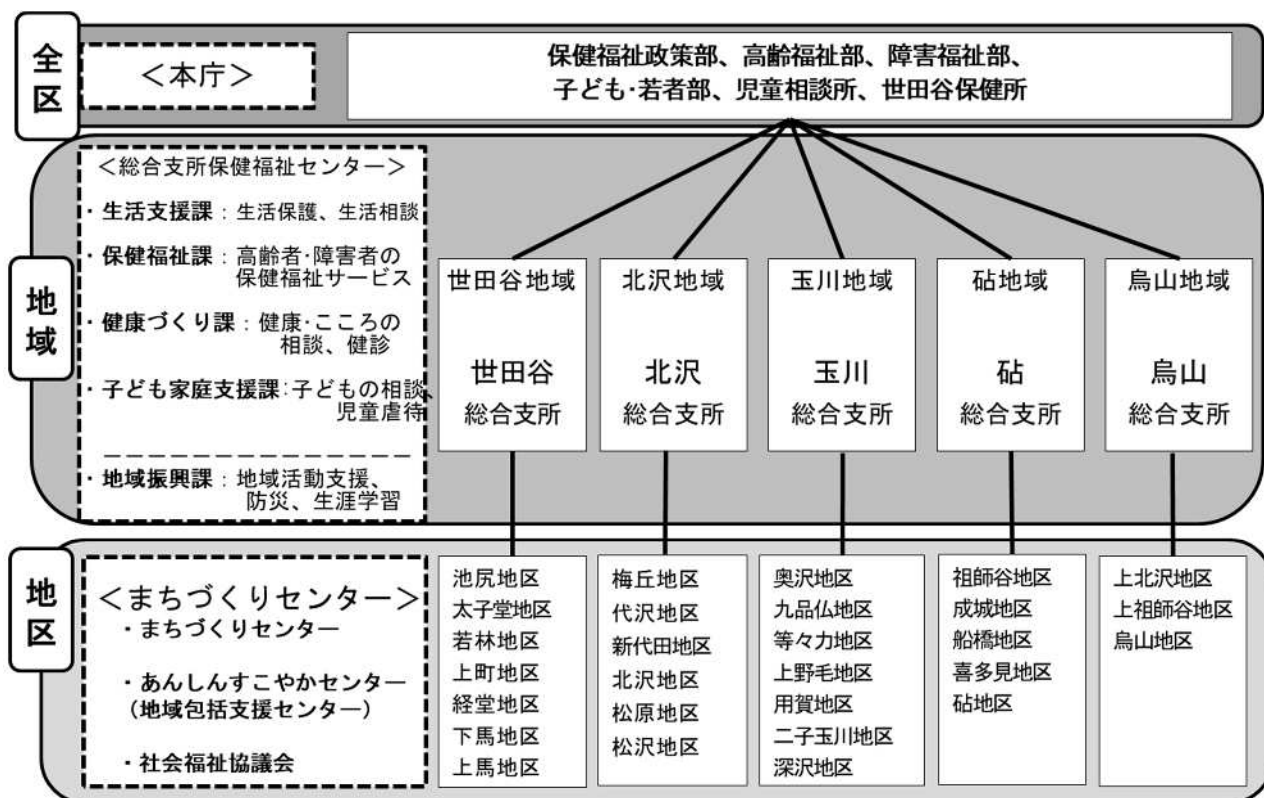 全区
＜本庁＞
保健福祉政策部、高齢福祉部、障害福祉部、
子ども・若者部、児童相談所、世田谷保健所
地域
＜総合支所保健福祉センター＞
・生活支援課：生活保護、生活相談
・保健福祉課：高齢者・障害者の
保健福祉サービス
・健康づくり課：健康・こころの
相談、健診
・子ども家庭支援課：子どもの相談、
児童虐待
・地域振興課：地域活動支援、
防災、生涯学習
世田谷地域
世田谷
総合支所
北沢地域
北沢
総合支所
玉川地域
玉川
総合支所
砧地域
砧
総合支所
烏山地域
烏山
総合支所
地区
＜まちづくりセンター＞
・まちづくりセンター
・あんしんすこやかセンター
（地域包括支援センター）
・社会福祉協議会
池尻地区
太子堂地区
若林地区
上町地区
経堂地区
下馬地区
上馬地区
梅丘地区
代沢地区
新代田地区
北沢地区
松原地区
松沢地区
奥沢地区
九品仏地区
等々力地区
上野毛地区
用賀地区
二子玉川地区
深沢地区
祖師谷地区
成城地区
船橋地区
喜多見地区
砧地区
上北沢地区
上祖師谷地区
烏山地区